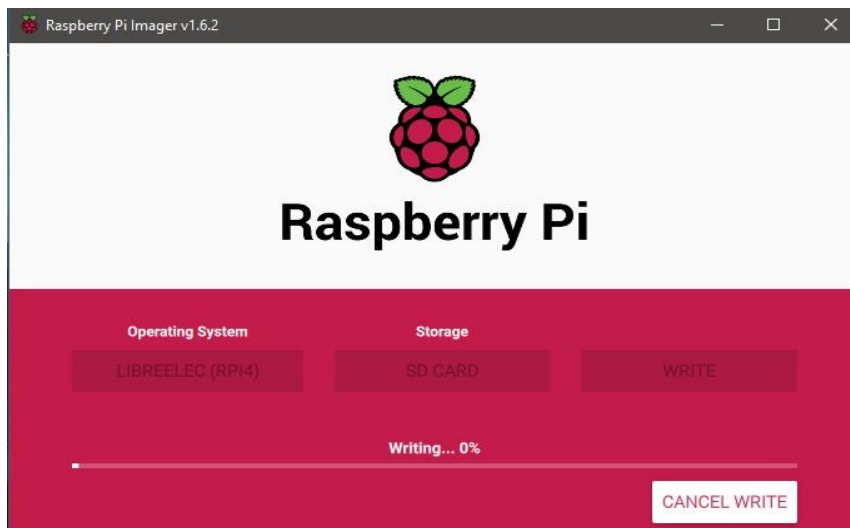 Raspberry Pi Imager v1.6.2
Raspberry Pi
Operating System
Storage
LIBREELEC (RPI4)
SD CARD
WRITE
Writing... 0%
CANCEL WRITE